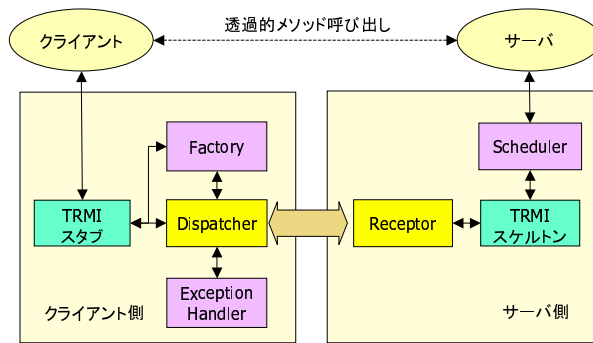 透過的メソッド呼び出し
クライアント
サーバ
Factory
Scheduler
TRMI
スタブ
Dispatcher
Receptor
TRMI
スケルトン
Exception
Handler
クライアント側
サーバ側